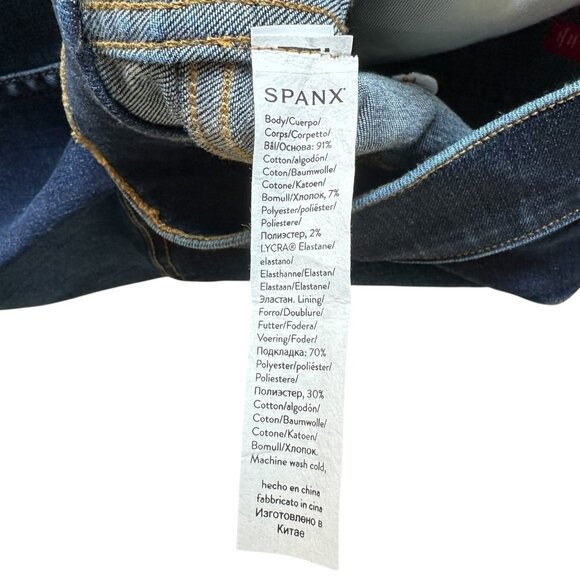 SPANX®
Body/Cuerpo/
Corps/Corpetto/
Bål/Основа: 91%
Cotton/algodón/
Coton/Baumwolle/
Cotone/Katoen/
Bomull/Хлопок, 7%
Polyester/poliéster/
Poliestere/
Полиэстер, 2%
LYCRA® Elastane/
elastano/
Elasthanne/Elastan/
Elastaan/Elastane/
Эластан. Lining/
Forro/Doublure/
Futter/Fodera/
Voering/Foder/
Подкладка: 70%
Polyester/poliéster/
Poliestere/
Полиэстер, 30%
Cotton/algodón/
Coton/Baumwolle/
Cotone/Katoen/
Bomull/Хлопок.
Machine wash cold,
hecho en china
fabbricato in cina
Изготовлено в
Китае